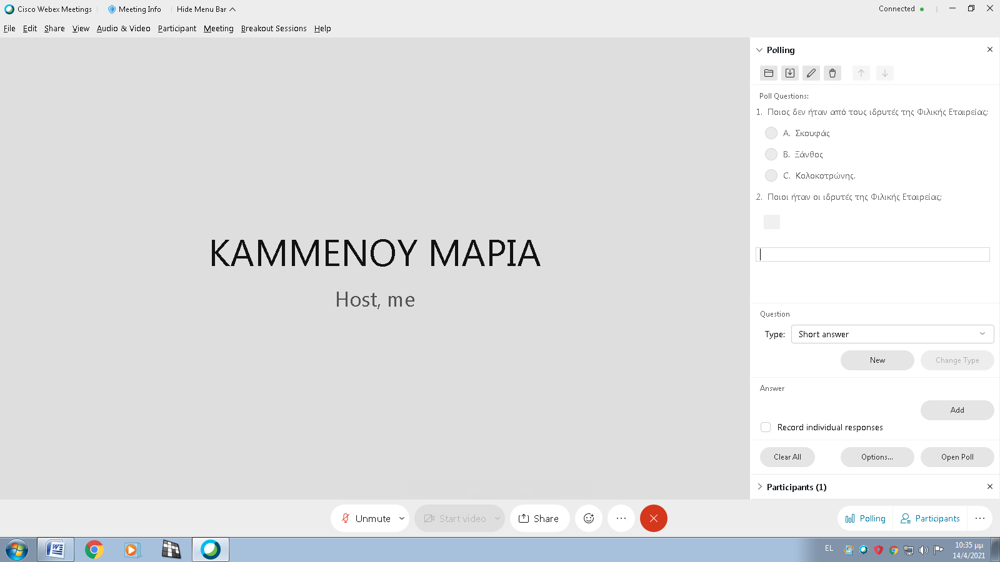 Cisco Webex Meetings Meeting Info Hide Menu Bar Connected
File Edit Share View Audio & Video Participant Meeting Breakout Sessions Help
ΚΑΜΜΕΝΟΥ ΜΑΡΙΑ
Host, me
Polling
Poll Questions:
1. Ποιος δεν ήταν από τους ιδρυτές της Φιλικής Εταιρείας;
A. Σκουφάς
B. Ξάνθος
C. Κολοκοτρώνης.
2. Ποιοι ήταν οι ιδρυτές της Φιλικής Εταιρείας;
Question
Type: Short answer
New Change Type
Answer
Add
Record individual responses
Clear All Options... Open Poll
Participants (1)
Unmute Start video Share Polling Participants
EL 10:35 μμ
14/4/2021